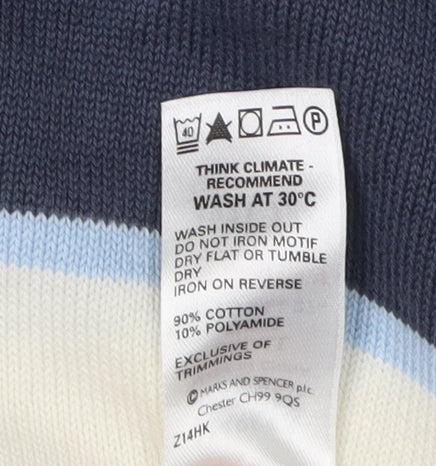 40 P
THINK CLIMATE -
RECOMMEND
WASH AT 30°C
WASH INSIDE OUT
DO NOT IRON MOTIF
DRY FLAT OR TUMBLE
DRY
IRON ON REVERSE
90% COTTON
10% POLYAMIDE
EXCLUSIVE OF
TRIMMINGS
© MARKS AND SPENCER p.l.c.
Chester CH99 9QS
Z14HK